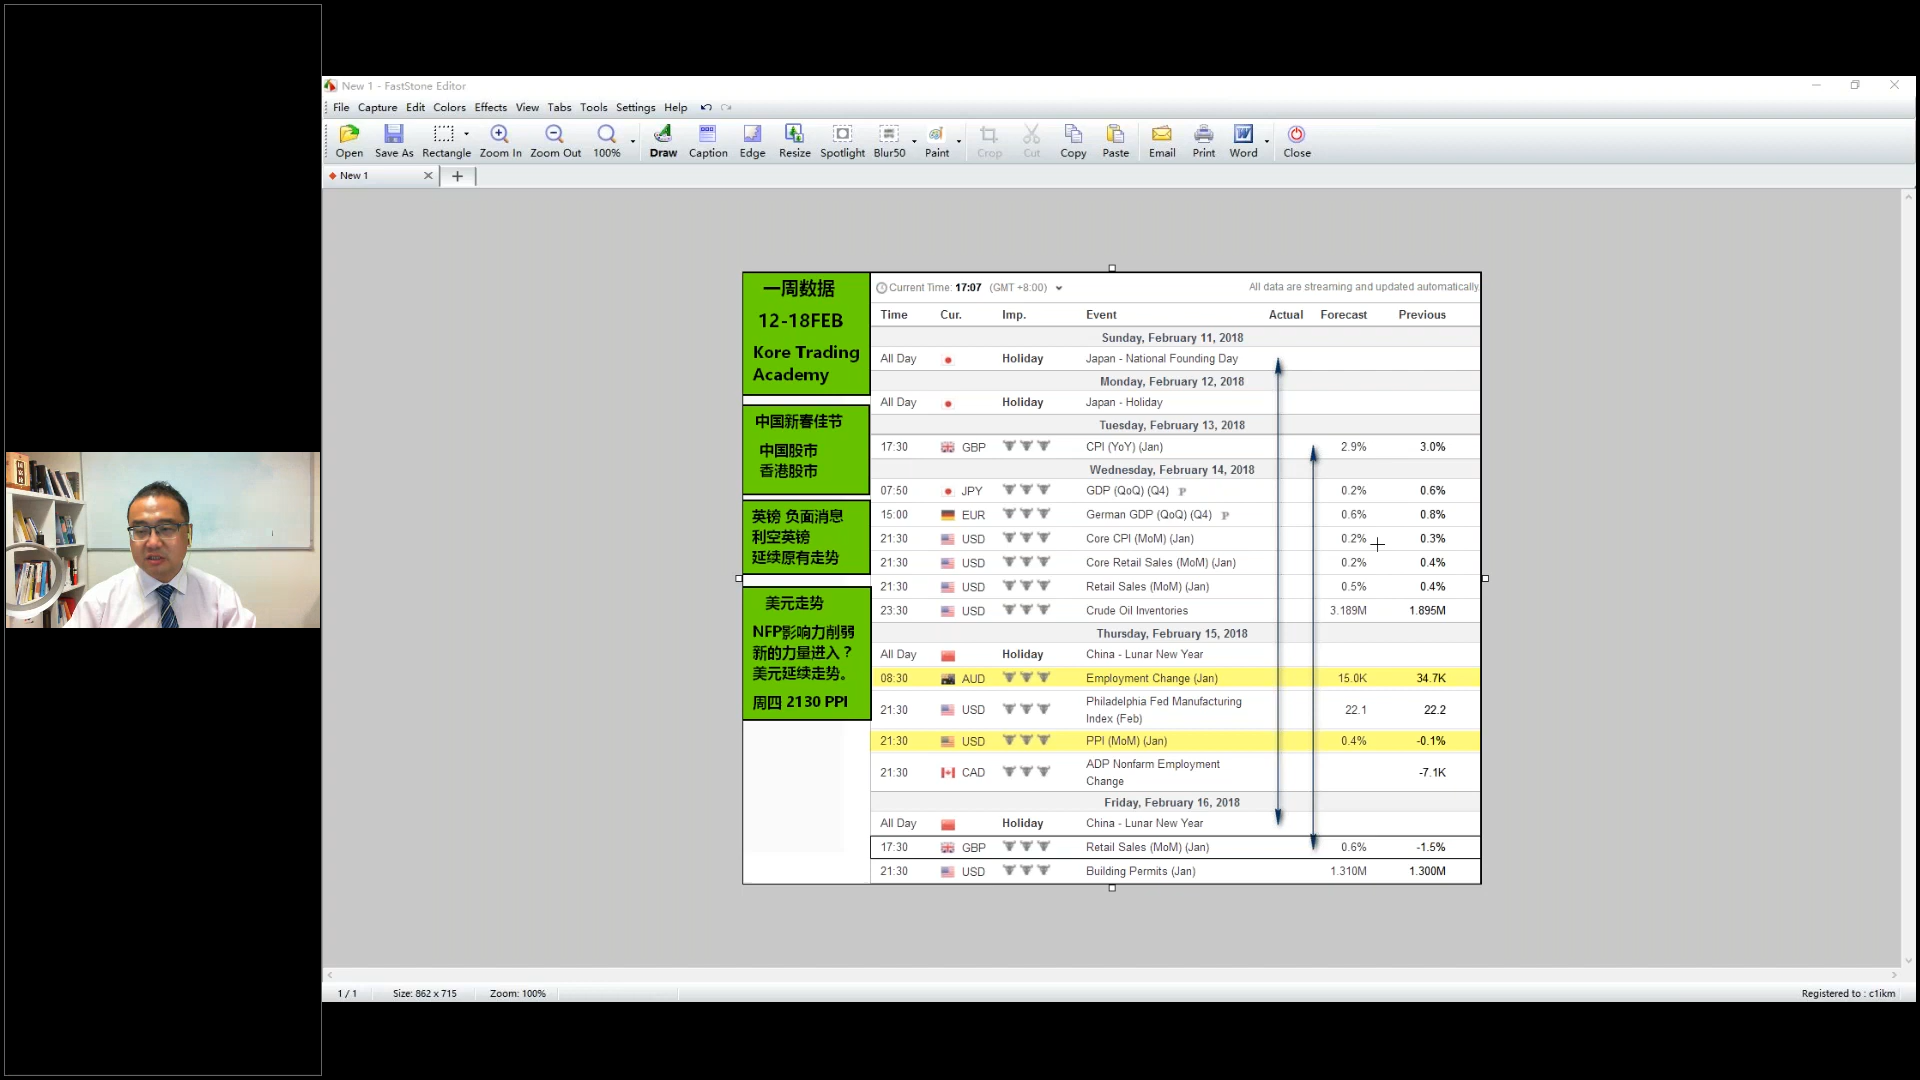 New 1 - FastStone Editor
File Capture Edit Colors Effects View Tabs Tools Settings Help
Open Save As Rectangle Zoom In Zoom Out 100% Draw Caption Edge Resize Spotlight Blur50 Paint Crop Cut Copy Paste Email Print Word Close
New 1
一周数据
12-18FEB
Kore Trading
Academy
中国新春佳节
中国股市
香港股市
英镑 负面消息
利空英镑
延续原有走势
美元走势
NFP影响力削弱
新的力量进入？
美元延续走势。
周四 2130 PPI
Current Time: 17:07 (GMT +8:00) All data are streaming and updated automatically
Time Cur. Imp. Event Actual Forecast Previous
Sunday, February 11, 2018
All Day Holiday Japan - National Founding Day
Monday, February 12, 2018
All Day Holiday Japan - Holiday
Tuesday, February 13, 2018
17:30 GBP CPI (YoY) (Jan) 2.9% 3.0%
Wednesday, February 14, 2018
07:50 JPY GDP (QoQ) (Q4) P 0.2% 0.6%
15:00 EUR German GDP (QoQ) (Q4) P 0.6% 0.8%
21:30 USD Core CPI (MoM) (Jan) 0.2% 0.3%
21:30 USD Core Retail Sales (MoM) (Jan) 0.2% 0.4%
21:30 USD Retail Sales (MoM) (Jan) 0.5% 0.4%
23:30 USD Crude Oil Inventories 3.189M 1.895M
Thursday, February 15, 2018
All Day Holiday China - Lunar New Year
08:30 AUD Employment Change (Jan) 15.0K 34.7K
21:30 USD Philadelphia Fed Manufacturing Index (Feb) 22.1 22.2
21:30 USD PPI (MoM) (Jan) 0.4% -0.1%
21:30 CAD ADP Nonfarm Employment Change -7.1K
Friday, February 16, 2018
All Day Holiday China - Lunar New Year
17:30 GBP Retail Sales (MoM) (Jan) 0.6% -1.5%
21:30 USD Building Permits (Jan) 1.310M 1.300M
1 / 1 Size: 862 x 715 Zoom: 100% Registered to : c1ikm